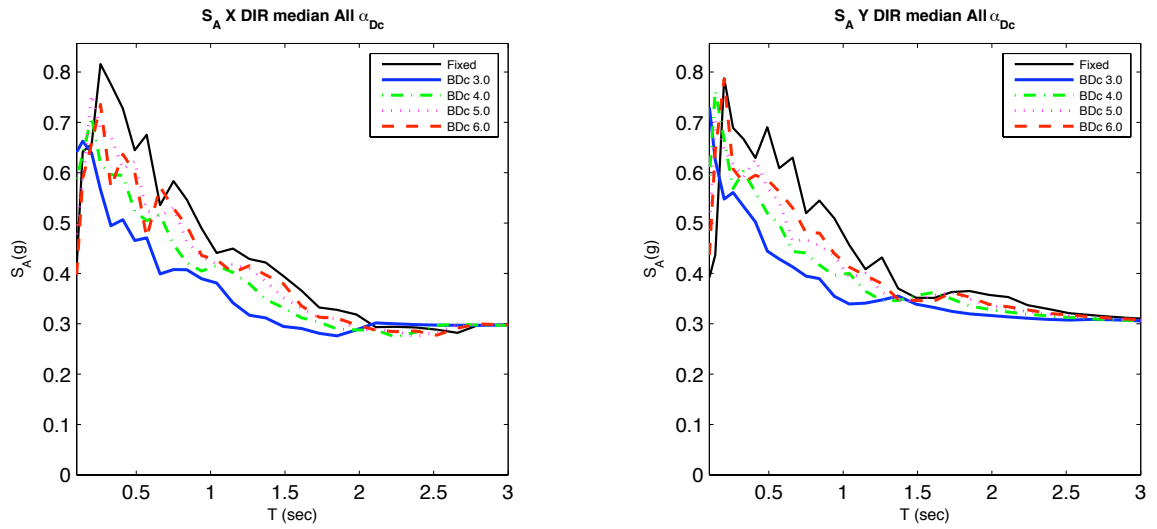 S_A X DIR median All α_Dc
Fixed
BDc 3.0
BDc 4.0
BDc 5.0
BDc 6.0
0.8
0.7
0.6
0.5
0.4
0.3
0.2
0.1
0
S_A(g)
0.5 1 1.5 2 2.5 3
T (sec)
S_A Y DIR median All α_Dc
Fixed
BDc 3.0
BDc 4.0
BDc 5.0
BDc 6.0
0.8
0.7
0.6
0.5
0.4
0.3
0.2
0.1
0
S_A(g)
0.5 1 1.5 2 2.5 3
T (sec)